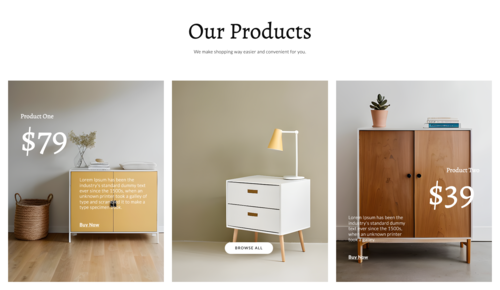 Our Products
We make shopping way easier and convenient for you.
Product One
$79
Lorem Ipsum has been the
industry's standard dummy text
ever since the 1500s, when an
unknown printer took a galley of
type and scrambled it to make a
type specimen book.
Buy Now
BROWSE ALL
Product Two
$39
Lorem Ipsum has been the
industry's standard dummy text
ever since the 1500s, when an
unknown printer took a galley of
Buy Now